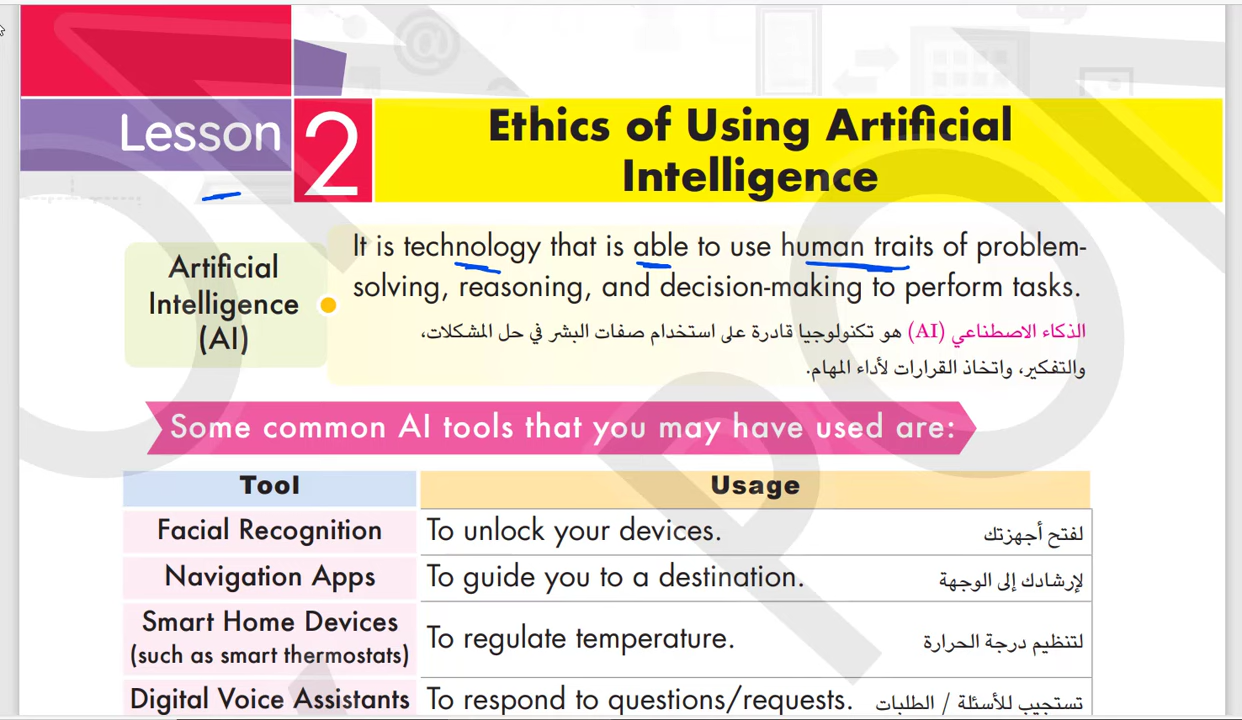 Lesson 2
Ethics of Using Artificial
Intelligence
Artificial
Intelligence
(AI)
It is technology that is able to use human traits of problem-
solving, reasoning, and decision-making to perform tasks.
الذكاء الاصطناعي (AI) هو تكنولوجيا قادرة على استخدام صفات البشر في حل المشكلات،
والتفكير، واتخاذ القرارات لأداء المهام.
Some common AI tools that you may have used are:
Tool Usage
Facial Recognition To unlock your devices. لفتح أجهزتك
Navigation Apps To guide you to a destination. لإرشادك إلى الوجهة
Smart Home Devices
(such as smart thermostats) To regulate temperature. لتنظيم درجة الحرارة
Digital Voice Assistants To respond to questions/requests. تستجيب للأسئلة / الطلبات